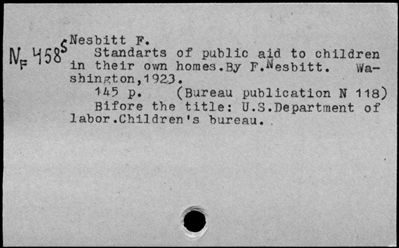 Nesbitt F.
NF 458 S
Standarts of public aid to children
in their own homes.By F.Nesbitt. Wa-
shington,1923.
145 p. (Bureau publication N 118)
Bifore the title: U.S.Department of
labor.Children's bureau.